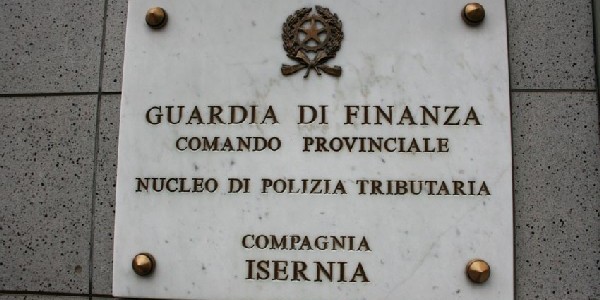 GUARDIA DI FINANZA
COMANDO PROVINCIALE
NUCLEO DI POLIZIA TRIBUTARIA
COMPAGNIA
ISERNIA